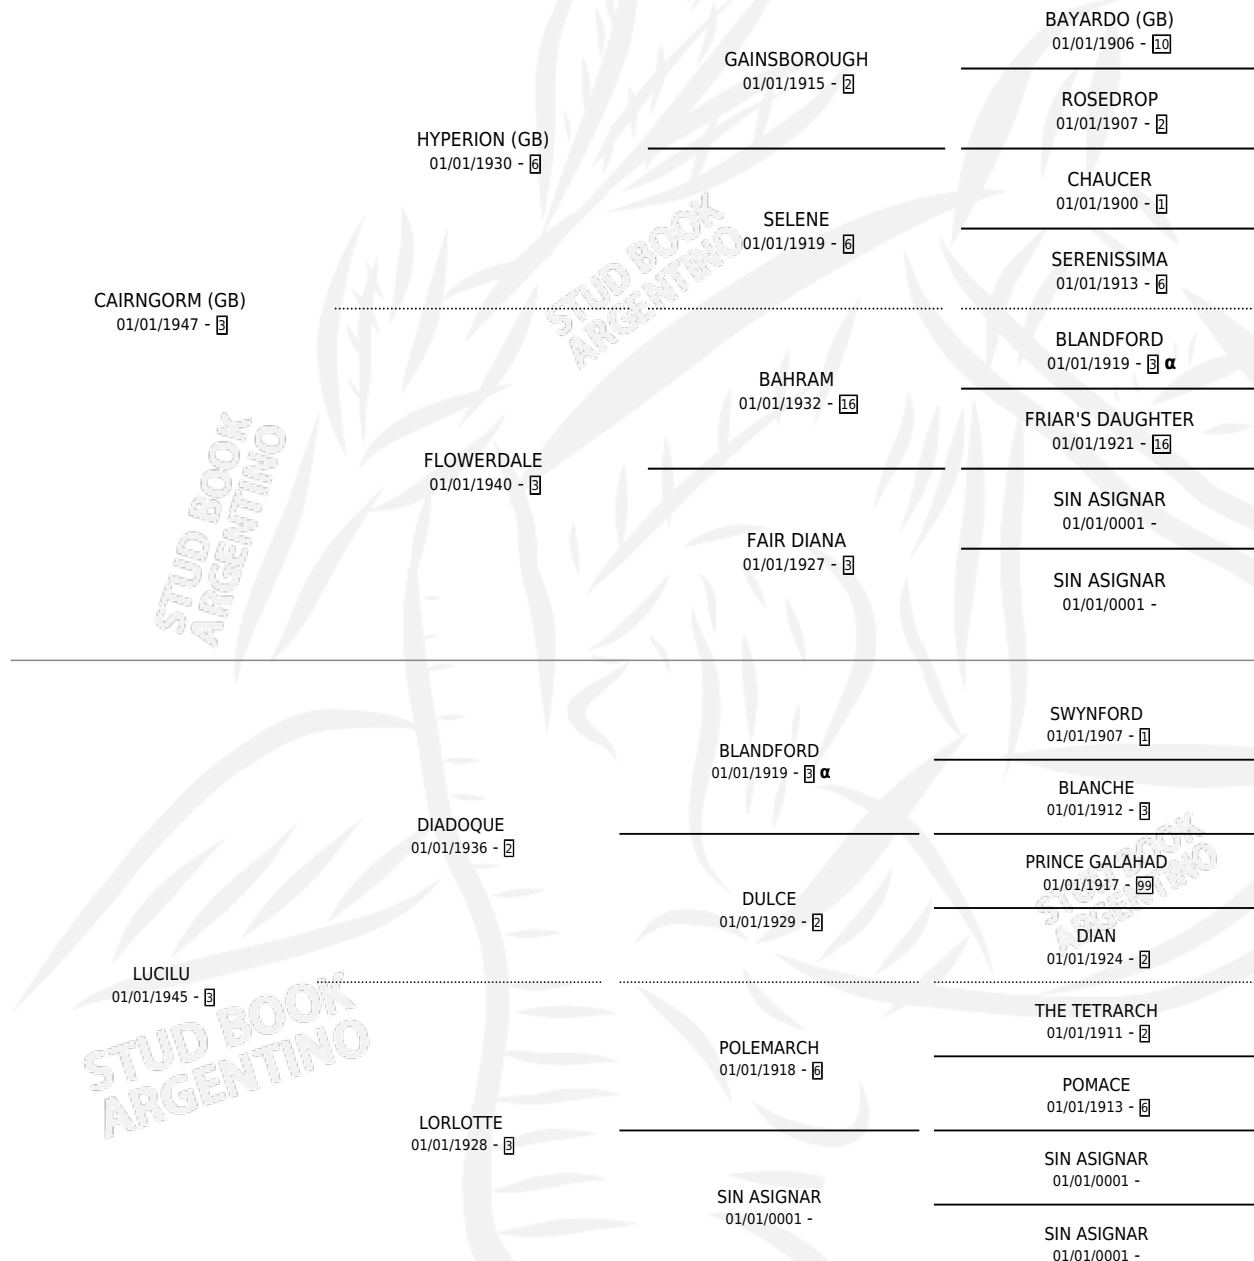 BAYARDO (GB)
01/01/1906 - 10
GAINSBOROUGH
01/01/1915 - 2
ROSEDROP
01/01/1907 - 2
HYPERION (GB)
01/01/1930 - 6
CHAUCER
01/01/1900 - 1
SELENE
01/01/1919 - 6
SERENISSIMA
01/01/1913 - 6
CAIRNGORM (GB)
01/01/1947 - 3
STUD BOOK
ARGENTINO
BLANDFORD
01/01/1919 - 3 α
BAHRAM
01/01/1932 - 16
FRIAR'S DAUGHTER
01/01/1921 - 16
FLOWERDALE
01/01/1940 - 3
SIN ASIGNAR
01/01/0001 -
FAIR DIANA
01/01/1927 - 3
SIN ASIGNAR
01/01/0001 -
STUD BOOK
ARGENTINO
SWYNFORD
01/01/1907 - 1
BLANDFORD
01/01/1919 - 3 α
BLANCHE
01/01/1912 - 3
DIADOQUE
01/01/1936 - 2
PRINCE GALAHAD
01/01/1917 - 99
DULCE
01/01/1929 - 2
STUD BOOK
ARGENTINO
DIAN
01/01/1924 - 2
LUCILU
01/01/1945 - 3
STUD BOOK
ARGENTINO
THE TETRARCH
01/01/1911 - 2
POLEMARCH
01/01/1918 - 6
POMACE
01/01/1913 - 6
LORLOTTE
01/01/1928 - 3
SIN ASIGNAR
01/01/0001 -
SIN ASIGNAR
01/01/0001 -
SIN ASIGNAR
01/01/0001 -